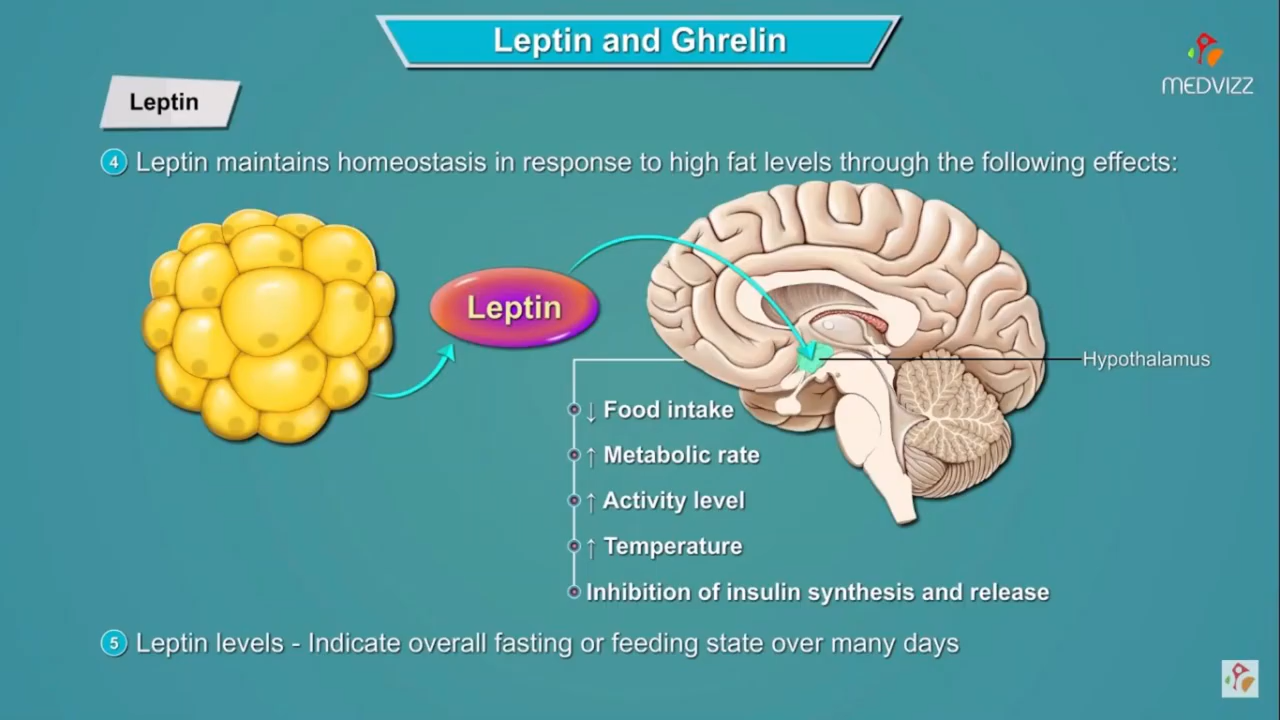 Leptin and Ghrelin
MEDVIZZ
Leptin
4 Leptin maintains homeostasis in response to high fat levels through the following effects:
Leptin
Hypothalamus
↓ Food intake
↑ Metabolic rate
↑ Activity level
↑ Temperature
Inhibition of insulin synthesis and release
5 Leptin levels - Indicate overall fasting or feeding state over many days